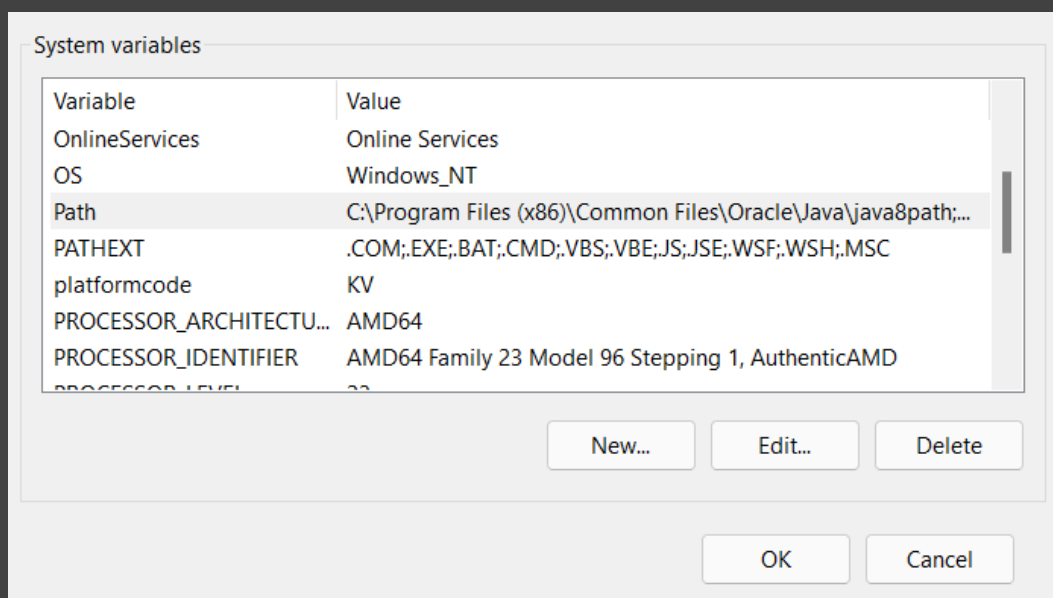 System variables
Variable Value
OnlineServices Online Services
OS Windows_NT
Path C:\Program Files (x86)\Common Files\Oracle\Java\java8path;...
PATHEXT .COM;.EXE;.BAT;.CMD;.VBS;.VBE;.JS;.JSE;.WSF;.WSH;.MSC
platformcode KV
PROCESSOR_ARCHITECTU... AMD64
PROCESSOR_IDENTIFIER AMD64 Family 23 Model 96 Stepping 1, AuthenticAMD
New... Edit... Delete
OK Cancel